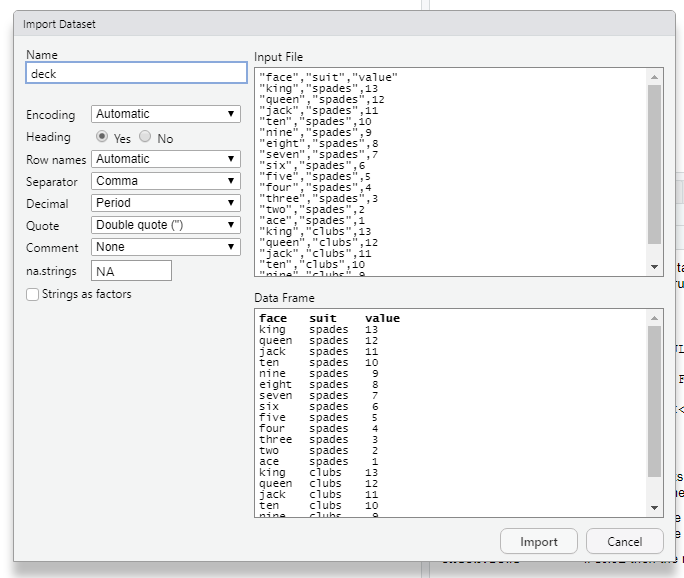 Import Dataset
Name
deck
Encoding Automatic
Heading Yes No
Row names Automatic
Separator Comma
Decimal Period
Quote Double quote (")
Comment None
na.strings NA
Strings as factors
Input File
"face","suit","value"
"king","spades",13
"queen","spades",12
"jack","spades",11
"ten","spades",10
"nine","spades",9
"eight","spades",8
"seven","spades",7
"six","spades",6
"five","spades",5
"four","spades",4
"three","spades",3
"two","spades",2
"ace","spades",1
"king","clubs",13
"queen","clubs",12
"jack","clubs",11
"ten","clubs",10
"nine","clubs",9
Data Frame
face suit value
king spades 13
queen spades 12
jack spades 11
ten spades 10
nine spades 9
eight spades 8
seven spades 7
six spades 6
five spades 5
four spades 4
three spades 3
two spades 2
ace spades 1
king clubs 13
queen clubs 12
jack clubs 11
ten clubs 10
nine clubs 9
Import Cancel